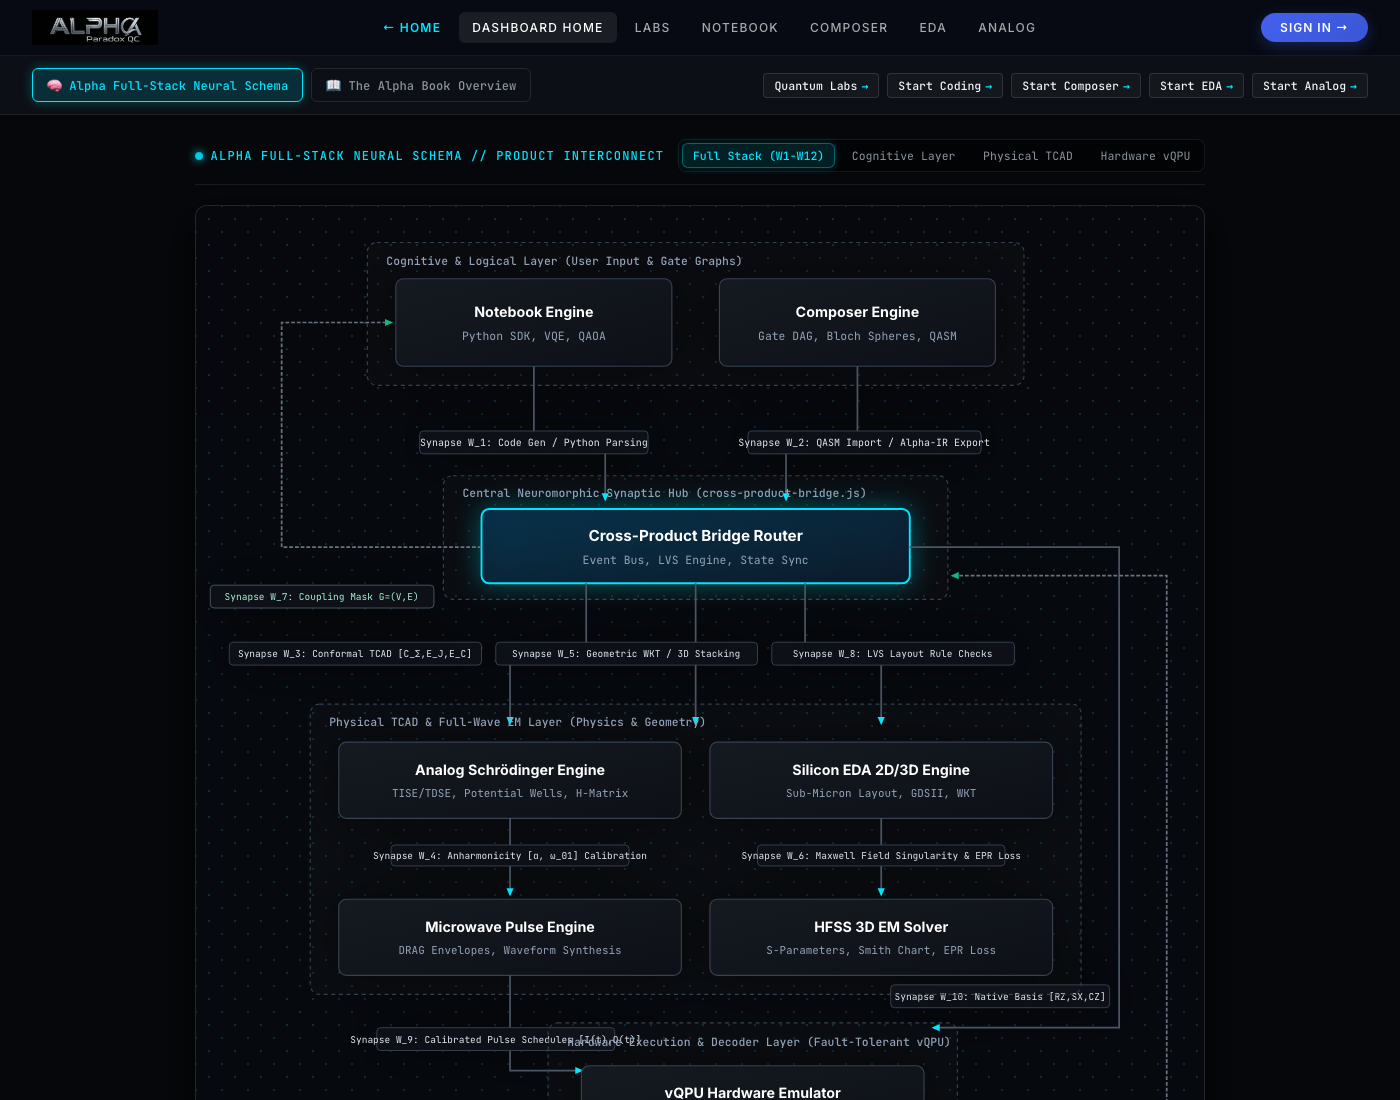 ALPHA
Paradox QC
← HOME
DASHBOARD HOME
LABS
NOTEBOOK
COMPOSER
EDA
ANALOG
SIGN IN →
🧠 Alpha Full-Stack Neural Schema
📖 The Alpha Book Overview
Quantum Labs →
Start Coding →
Start Composer →
Start EDA →
Start Analog →
ALPHA FULL-STACK NEURAL SCHEMA // PRODUCT INTERCONNECT
Full Stack (W1-W12)
Cognitive Layer
Physical TCAD
Hardware vQPU
Cognitive & Logical Layer (User Input & Gate Graphs)
Notebook Engine
Python SDK, VQE, QAOA
Composer Engine
Gate DAG, Bloch Spheres, QASM
Synapse W_1: Code Gen / Python Parsing
Synapse W_2: QASM Import / Alpha-IR Export
Central Neuromorphic Synaptic Hub (cross-product-bridge.js)
Cross-Product Bridge Router
Event Bus, LVS Engine, State Sync
Synapse W_7: Coupling Mask G=(V,E)
Synapse W_3: Conformal TCAD [C_Σ,E_J,E_C]
Synapse W_5: Geometric WKT / 3D Stacking
Synapse W_8: LVS Layout Rule Checks
Physical TCAD & Full-Wave EM Layer (Physics & Geometry)
Analog Schrödinger Engine
TISE/TDSE, Potential Wells, H-Matrix
Silicon EDA 2D/3D Engine
Sub-Micron Layout, GDSII, WKT
Synapse W_4: Anharmonicity [α, ω_01] Calibration
Synapse W_6: Maxwell Field Singularity & EPR Loss
Microwave Pulse Engine
DRAG Envelopes, Waveform Synthesis
HFSS 3D EM Solver
S-Parameters, Smith Chart, EPR Loss
Synapse W_10: Native Basis [RZ,SX,CZ]
Synapse W_9: Calibrated Pulse Schedules [I(t),Q(t)]
Hardware Execution & Decoder Layer (Fault-Tolerant vQPU)
vQPU Hardware Emulator